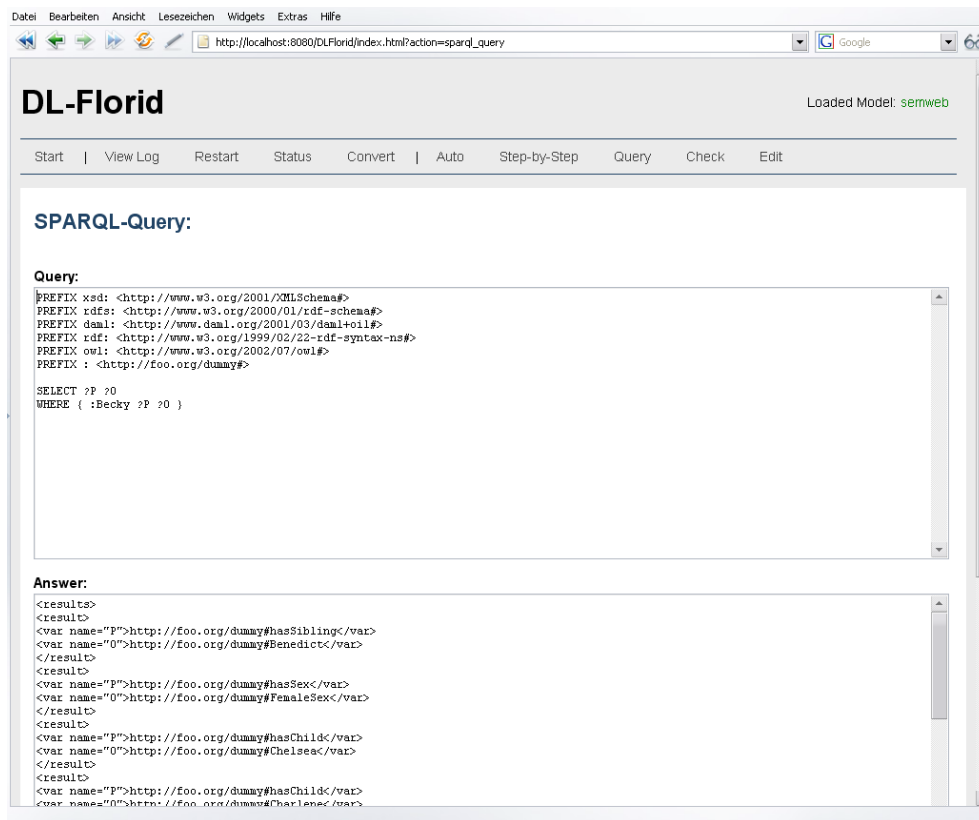 Datei Bearbeiten Ansicht Lesezeichen Widgets Extras Hilfe
http://localhost:8080/DLFlorid/index.html?action=sparql_query
Google
DL-Florid
Loaded Model: semweb
Start | View Log Restart Status Convert | Auto Step-by-Step Query Check Edit
SPARQL-Query:
Query:
PREFIX xsd: <http://www.w3.org/2001/XMLSchema#>
PREFIX rdfs: <http://www.w3.org/2000/01/rdf-schema#>
PREFIX daml: <http://www.daml.org/2001/03/daml+oil#>
PREFIX rdf: <http://www.w3.org/1999/02/22-rdf-syntax-ns#>
PREFIX owl: <http://www.w3.org/2002/07/owl#>
PREFIX : <http://foo.org/dummy#>
SELECT ?P ?O
WHERE { :Becky ?P ?O }
Answer:
<results>
<result>
<var name="P">http://foo.org/dummy#hasSibling</var>
<var name="O">http://foo.org/dummy#Benedict</var>
</result>
<result>
<var name="P">http://foo.org/dummy#hasSex</var>
<var name="O">http://foo.org/dummy#FemaleSex</var>
</result>
<result>
<var name="P">http://foo.org/dummy#hasChild</var>
<var name="O">http://foo.org/dummy#Chelsea</var>
</result>
<result>
<var name="P">http://foo.org/dummy#hasChild</var>
<var name="O">http://foo.org/dummy#Charlene</var>